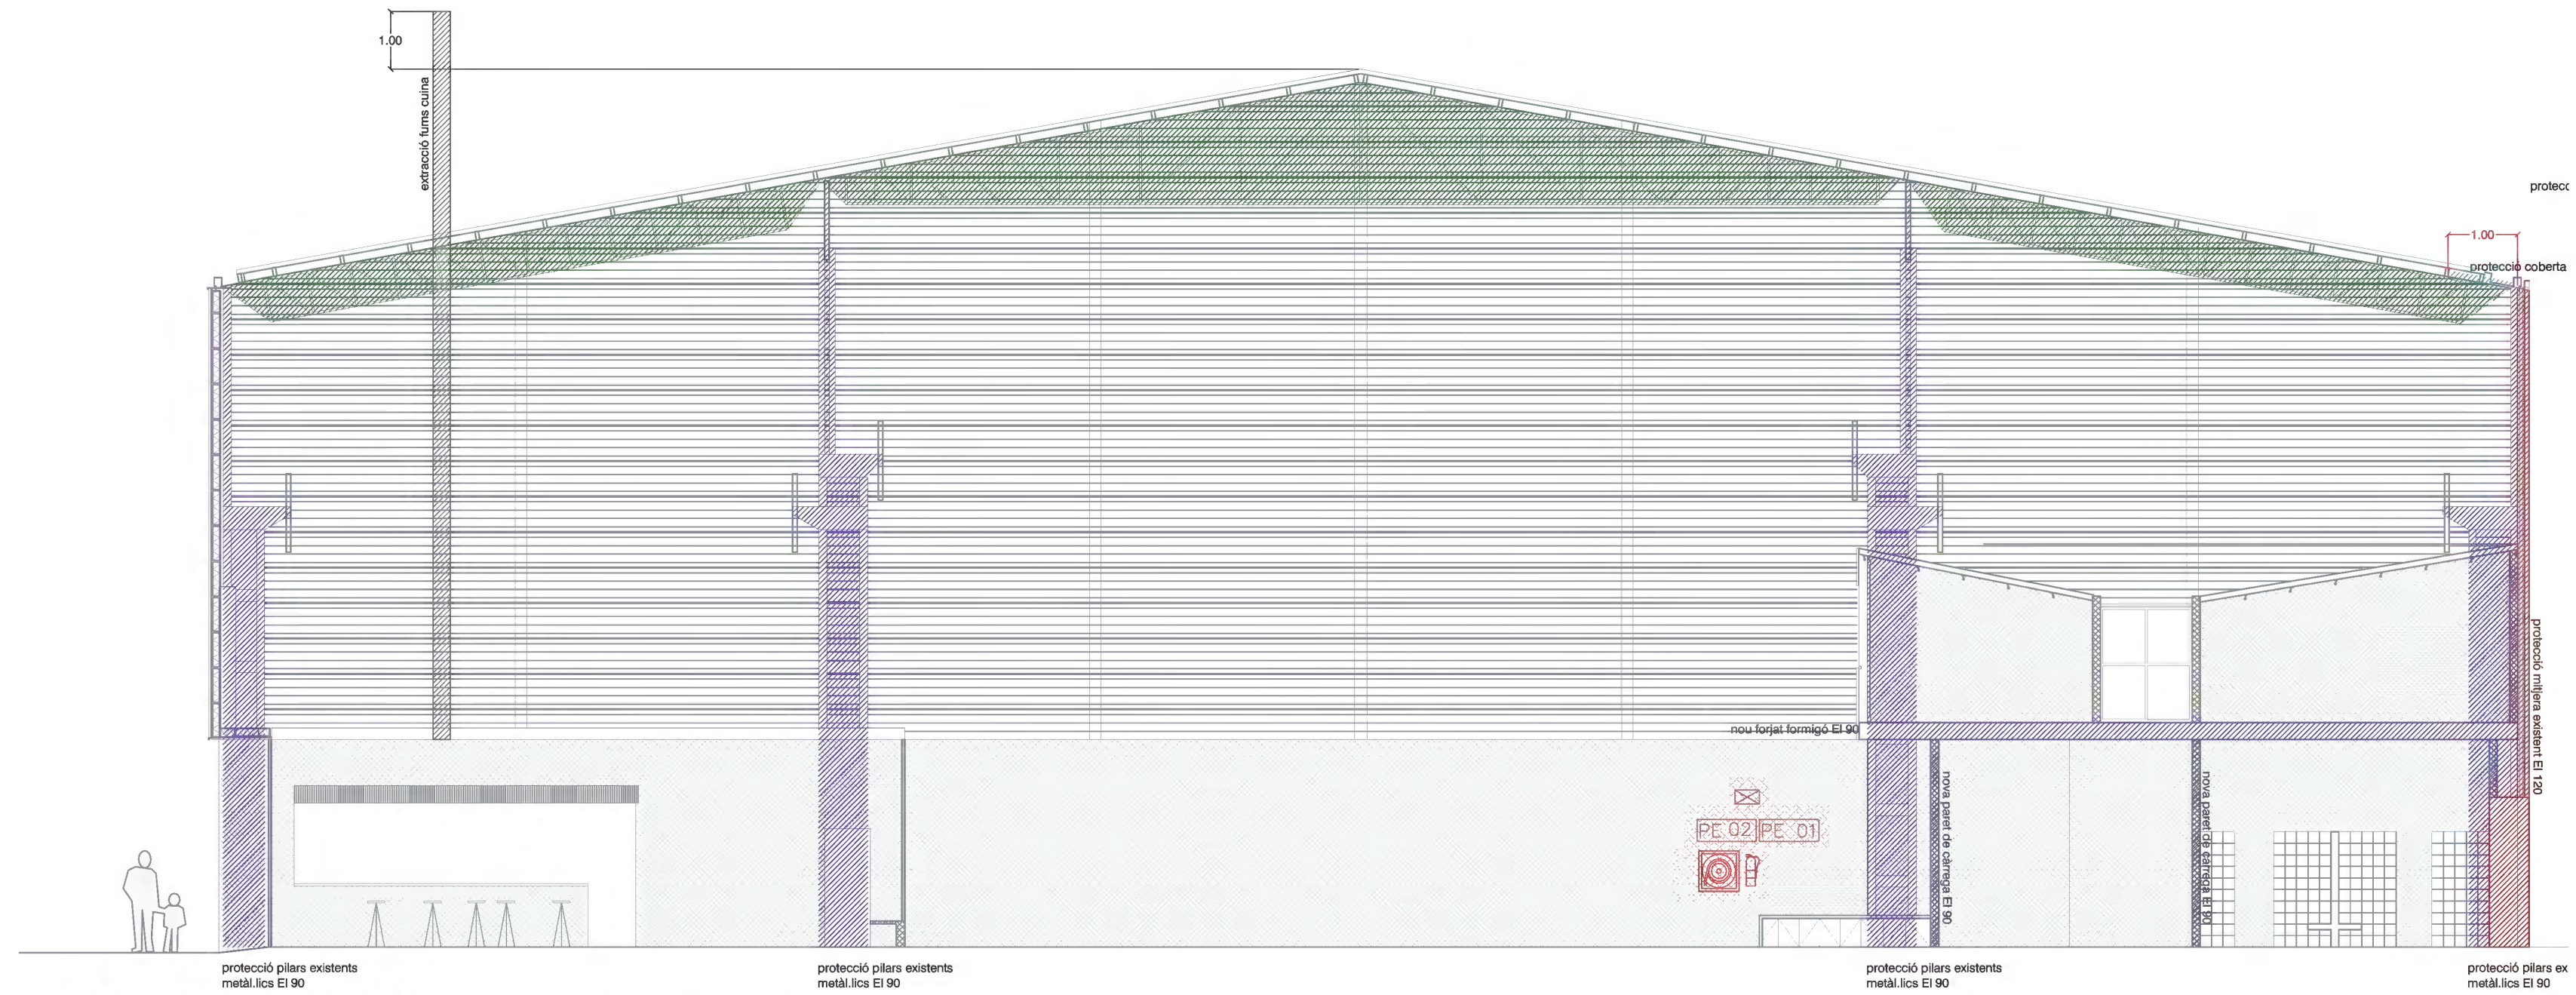 1.00
extracció fums cuina
protecc
1.00
protecció coberta
protecció mitjera existent EI 120
nou forjat formigó EI 90
PE 02
PE 01
nova paret de càrrega EI 90
nova paret de càrrega EI 90
protecció pilars existents
metàl.lics EI 90
protecció pilars existents
metàl.lics EI 90
protecció pilars existents
metàl.lics EI 90
protecció pilars ex
metàl.lics EI 90